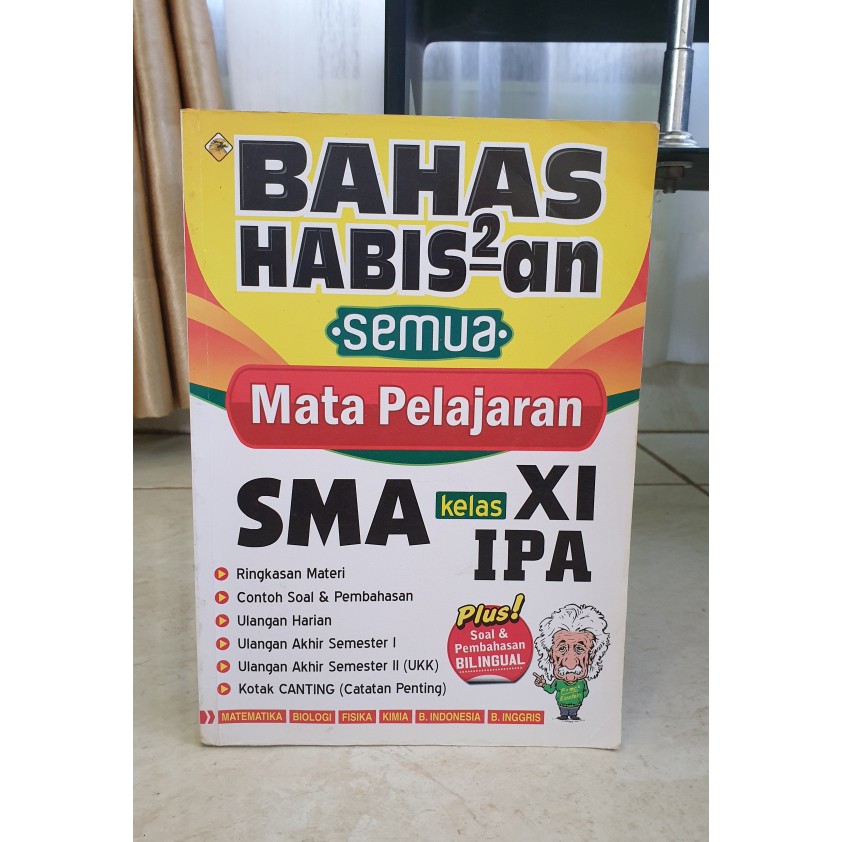 BAHAS
HABIS²an
semua
Mata Pelajaran
SMA kelas XI
IPA
Ringkasan Materi
Contoh Soal & Pembahasan
Ulangan Harian
Ulangan Akhir Semester I
Ulangan Akhir Semester II (UKK)
Kotak CANTING (Catatan Penting)
Plus!
Soal &
Pembahasan
BILINGUAL
MATEMATIKA BIOLOGI FISIKA KIMIA B. INDONESIA B. INGGRIS